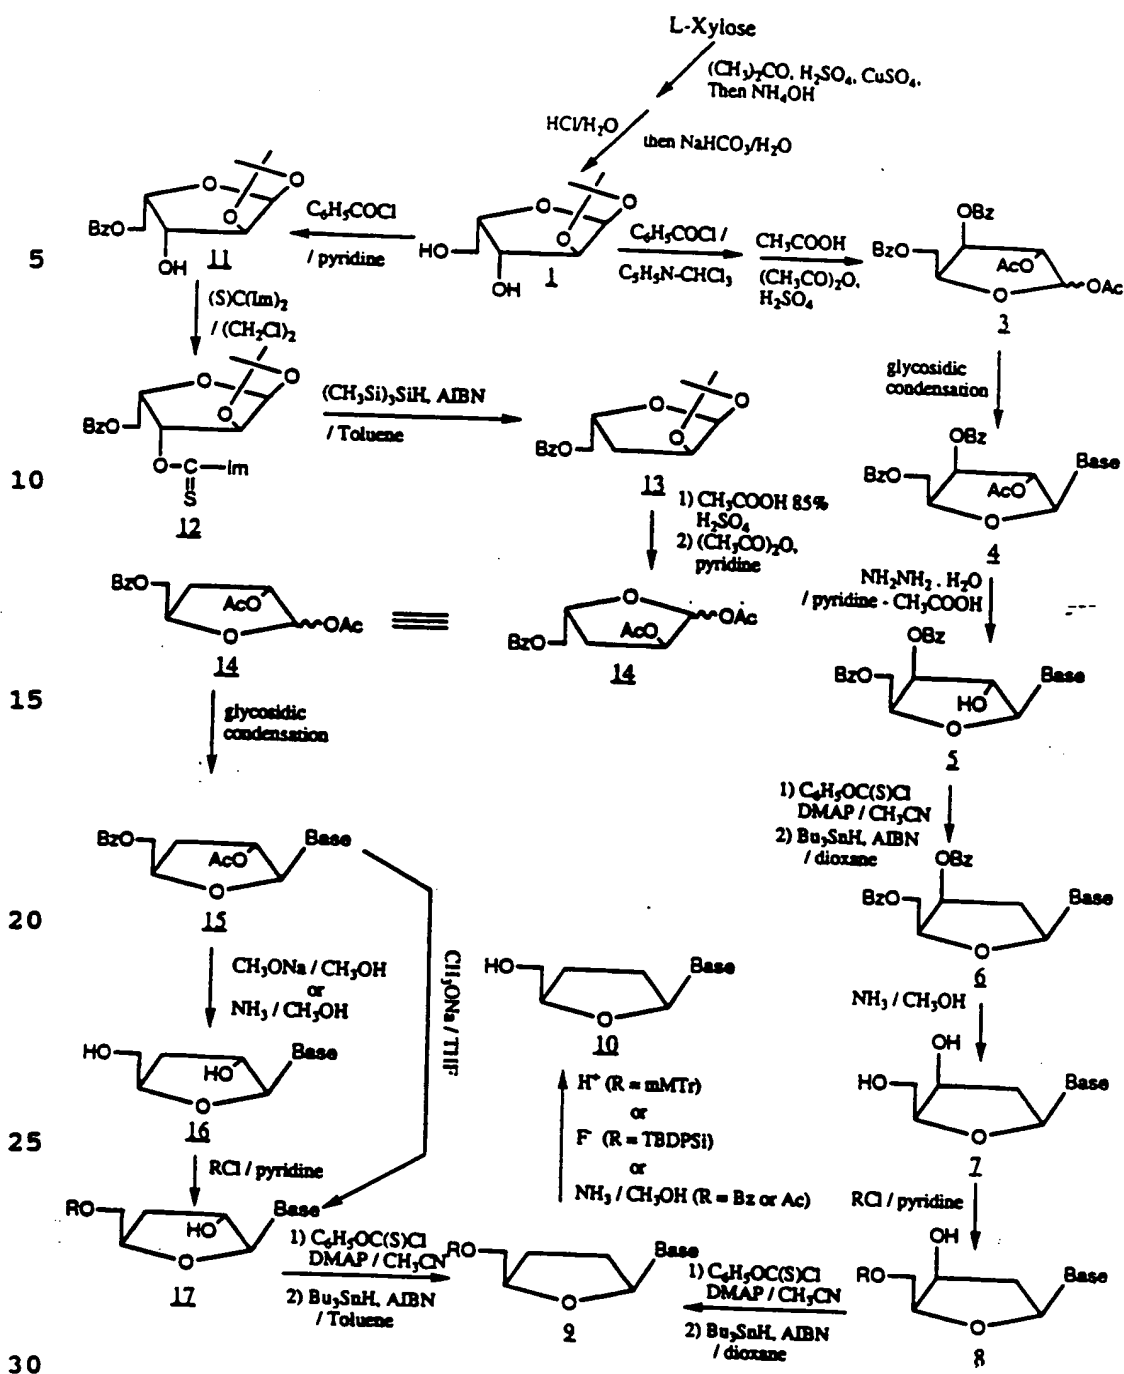 L-Xylose
(CH3)2CO, H2SO4, CuSO4,
Then NH4OH
HCl/H2O
then NaHCO3/H2O
5
O
O
O
BzO
OH
11
C6H5COCl
/ pyridine
O
O
O
HO
OH
1
C6H5COCl /
C5H5N-CHCl3
CH3COOH
(CH3CO)2O,
H2SO4
OBz
BzO
AcO
O
OAc
3
(S)C(Im)2
/ (CH2Cl)2
glycosidic
condensation
O
O
O
BzO
O-C-Im
S
12
(CH3Si)3SiH, AIBN
/ Toluene
O
O
O
BzO
13
10
OBz
BzO
AcO
Base
O
4
1) CH3COOH 85%
H2SO4
2) (CH3CO)2O,
pyridine
NH2NH2 . H2O
/ pyridine - CH3COOH
BzO
AcO
O
OAc
14
O
BzO
AcO
OAc
14
15
OBz
BzO
HO
Base
O
5
glycosidic
condensation
1) C6H5OC(S)Cl
DMAP / CH3CN
2) Bu3SnH, AIBN
/ dioxane
BzO
AcO
Base
O
15
20
OBz
BzO
Base
O
6
CH3ONa / CH3OH
or
NH3 / CH3OH
CH3ONa / THF
HO
Base
O
10
NH3 / CH3OH
HO
HO
Base
O
16
H+ (R = mMTr)
or
F- (R = TBDPSi)
or
NH3 / CH3OH (R = Bz or Ac)
OH
HO
Base
O
7
25
RCl / pyridine
RCl / pyridine
RO
HO
Base
O
17
1) C6H5OC(S)Cl
DMAP / CH3CN
2) Bu3SnH, AIBN
/ Toluene
RO
Base
O
9
1) C6H5OC(S)Cl
DMAP / CH3CN
2) Bu3SnH, AIBN
/ dioxane
OH
RO
Base
O
8
30